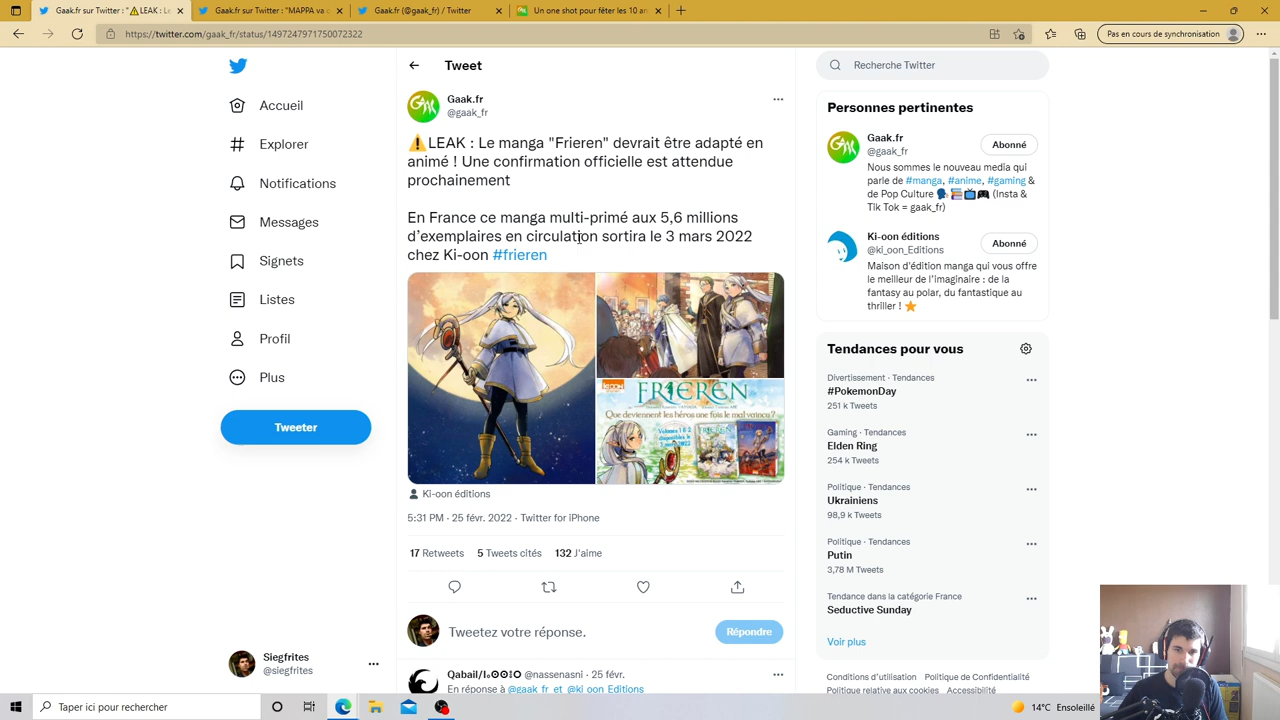 Gaak.fr sur Twitter : "⚠LEAK : Le
Gaak.fr sur Twitter : "MAPPA va c
Gaak.fr (@gaak_fr) / Twitter
Un one shot pour fêter les 10 an
https://twitter.com/gaak_fr/status/1497247971750072322
Pas en cours de synchronisation
Accueil
Explorer
Notifications
Messages
Signets
Listes
Profil
Plus
Tweeter
Siegfrites
@siegfrites
Tweet
Gaak.fr
@gaak_fr
⚠LEAK : Le manga "Frieren" devrait être adapté en
animé ! Une confirmation officielle est attendue
prochainement
En France ce manga multi-primé aux 5,6 millions
d'exemplaires en circulation sortira le 3 mars 2022
chez Ki-oon #frieren
FRIEREN
Que deviennent les héros une fois le mal vaincu ?
Volumes 1 & 2
disponibles le
3 mars 2022
Ki-oon éditions
5:31 PM · 25 févr. 2022 · Twitter for iPhone
17 Retweets 5 Tweets cités 132 J'aime
Tweetez votre réponse.
Répondre
@nassenasni · 25 févr.
En réponse à @gaak_fr et @ki_oon_Editions
Recherche Twitter
Personnes pertinentes
Gaak.fr
@gaak_fr
Abonné
Nous sommes le nouveau media qui
parle de #manga, #anime, #gaming &
de Pop Culture 🗣📚📺🎮 (Insta &
Tik Tok = gaak_fr)
Ki-oon éditions
@ki_oon_Editions
Abonné
Maison d'édition manga qui vous offre
le meilleur de l'imaginaire : de la
fantasy au polar, du fantastique au
thriller ! ⭐
Tendances pour vous
Divertissement · Tendances
#PokemonDay
251 k Tweets
Gaming · Tendances
Elden Ring
254 k Tweets
Politique · Tendances
Ukrainiens
98,9 k Tweets
Politique · Tendances
Putin
3,78 M Tweets
Tendance dans la catégorie France
Seductive Sunday
Voir plus
Conditions d'utilisation Politique de Confidentialité
Politique relative aux cookies Accessibilité
Taper ici pour rechercher
14°C Ensoleillé